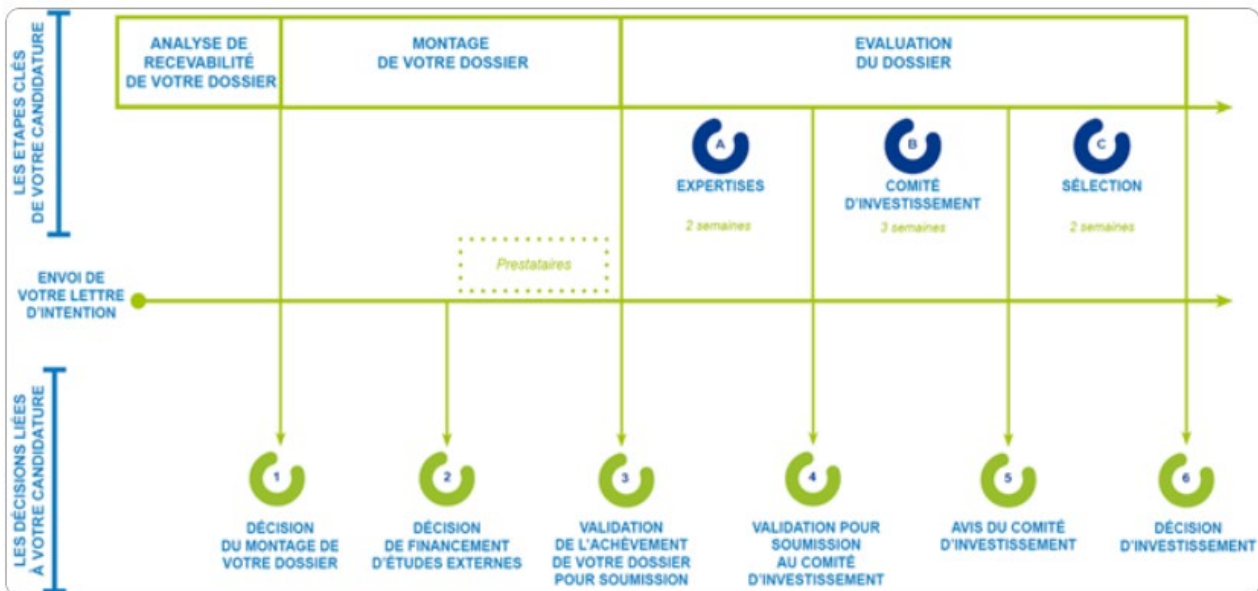 LES ETAPES CLÉS
DE VOTRE CANDIDATURE
ANALYSE DE
RECEVABILITÉ
DE VOTRE DOSSIER
MONTAGE
DE VOTRE DOSSIER
EVALUATION
DU DOSSIER
A
EXPERTISES
2 semaines
B
COMITÉ
D'INVESTISSEMENT
3 semaines
C
SÉLECTION
2 semaines
Prestataires
ENVOI DE
VOTRE LETTRE
D'INTENTION
LES DÉCISIONS LIÉES
À VOTRE CANDIDATURE
1
DÉCISION
DU MONTAGE DE
VOTRE DOSSIER
2
DÉCISION
DE FINANCEMENT
D'ÉTUDES EXTERNES
3
VALIDATION
DE L'ACHÈVEMENT
DE VOTRE DOSSIER
POUR SOUMISSION
4
VALIDATION POUR
SOUMISSION
AU COMITÉ
D'INVESTISSEMENT
5
AVIS DU COMITÉ
D'INVESTISSEMENT
6
DÉCISION
D'INVESTISSEMENT